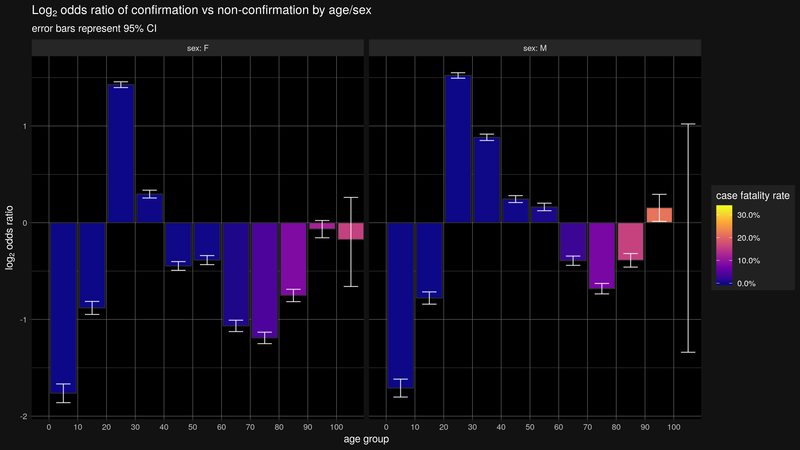 Log₂ odds ratio of confirmation vs non-confirmation by age/sex
error bars represent 95% CI
sex: F
sex: M
1
0
-1
-2
log₂ odds ratio
0 10 20 30 40 50 60 70 80 90 100
0 10 20 30 40 50 60 70 80 90 100
age group
case fatality rate
30.0%
20.0%
10.0%
0.0%